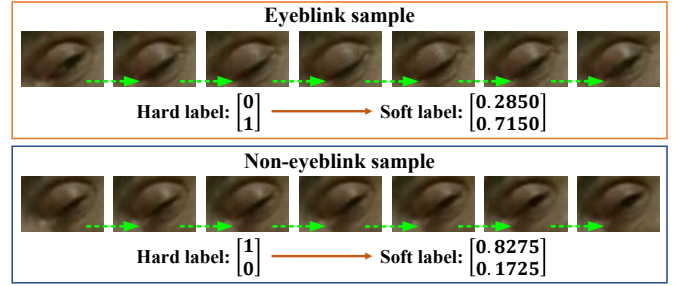 Eyeblink sample
Hard label: [0 1] Soft label: [0.2850 0.7150]
Non-eyeblink sample
Hard label: [1 0] Soft label: [0.8275 0.1725]